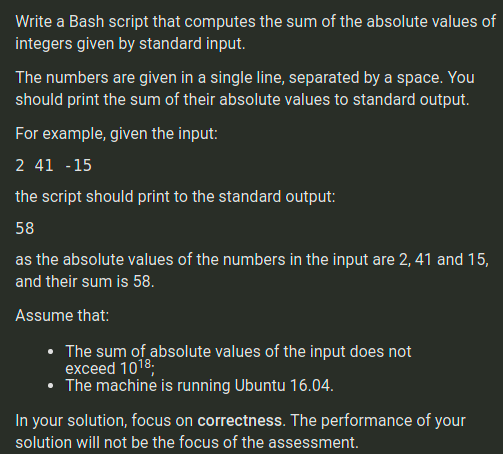 Write a Bash script that computes the sum of the absolute values of
integers given by standard input.
The numbers are given in a single line, separated by a space. You
should print the sum of their absolute values to standard output.
For example, given the input:
2 41 -15
the script should print to the standard output:
58
as the absolute values of the numbers in the input are 2, 41 and 15,
and their sum is 58.
Assume that:
• The sum of absolute values of the input does not
exceed 10¹⁸;
• The machine is running Ubuntu 16.04.
In your solution, focus on correctness. The performance of your
solution will not be the focus of the assessment.